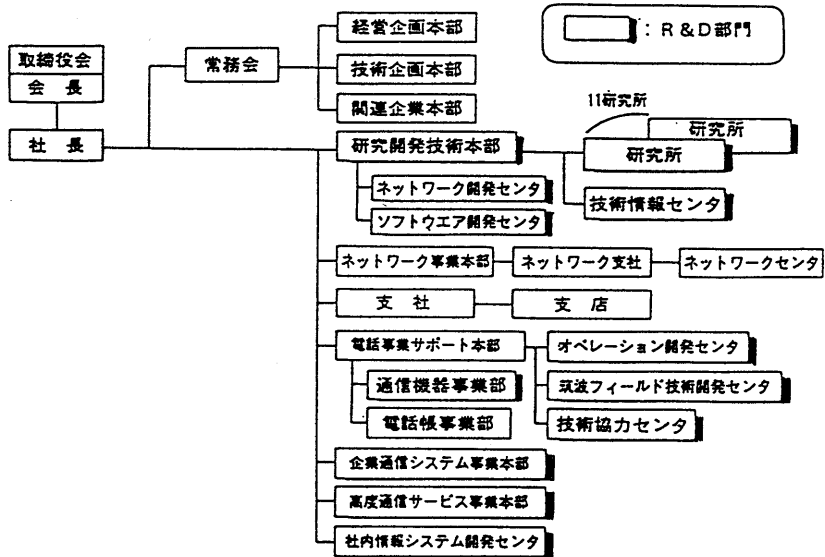 : R&D部門
経営企画本部
取締役会
会 長
常務会
技術企画本部
関連企業本部
11研究所
研究所
社 長
研究開発技術本部
研究所
ネットワーク開発センタ
技術情報センタ
ソフトウエア開発センタ
ネットワーク事業本部
ネットワーク支社
ネットワークセンタ
支 社
支 店
電話事業サポート本部
オペレーション開発センタ
通信機器事業部
筑波フィールド技術開発センタ
電話帳事業部
技術協力センタ
企業通信システム事業本部
高度通信サービス事業本部
社内情報システム開発センタ